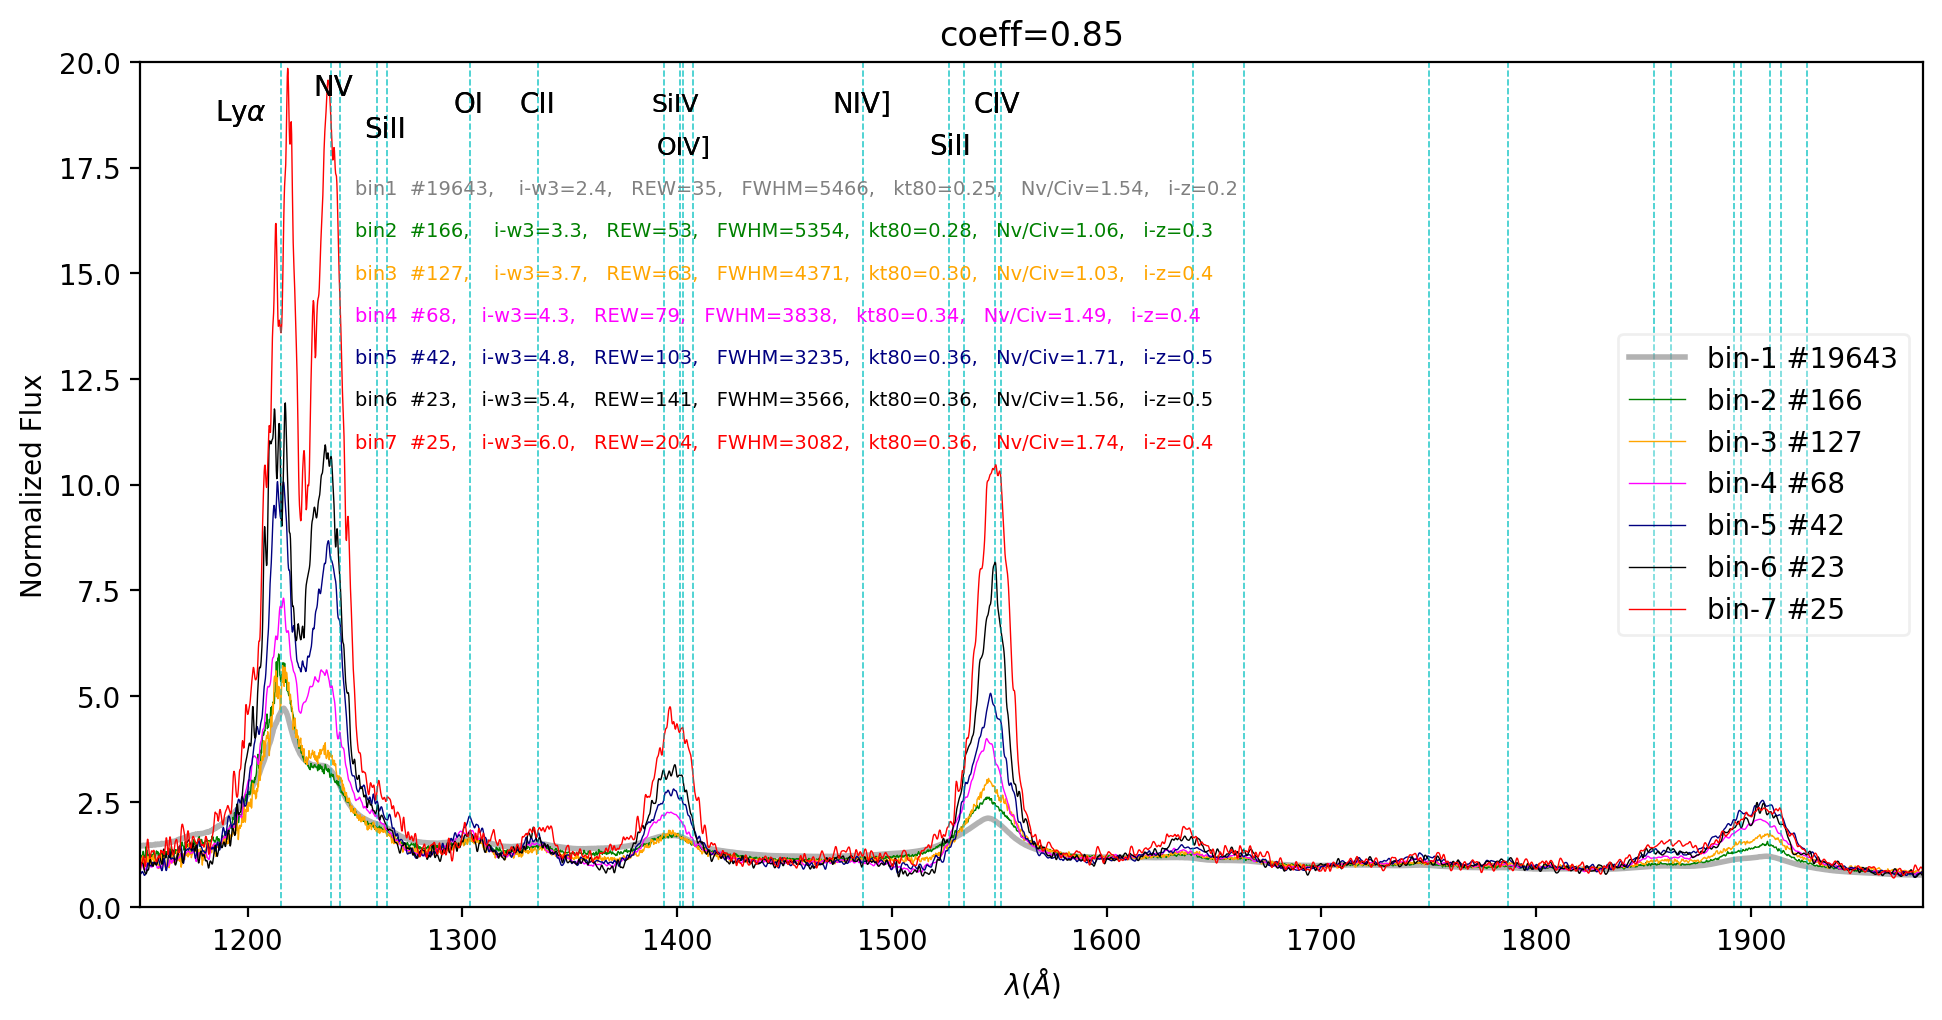 coeff=0.85
20.0
17.5
15.0
12.5
10.0
7.5
5.0
2.5
0.0
Normalized Flux
Lyα
NV
SiII
OI
CII
SiIV
OIV]
NIV]
SiII
CIV
bin1 #19643, i-w3=2.4, REW=35, FWHM=5466, kt80=0.25, Nv/Civ=1.54, i-z=0.2
bin2 #166, i-w3=3.3, REW=53, FWHM=5354, kt80=0.28, Nv/Civ=1.06, i-z=0.3
bin3 #127, i-w3=3.7, REW=63, FWHM=4371, kt80=0.30, Nv/Civ=1.03, i-z=0.4
bin4 #68, i-w3=4.3, REW=79, FWHM=3838, kt80=0.34, Nv/Civ=1.49, i-z=0.4
bin5 #42, i-w3=4.8, REW=103, FWHM=3235, kt80=0.36, Nv/Civ=1.71, i-z=0.5
bin6 #23, i-w3=5.4, REW=141, FWHM=3566, kt80=0.36, Nv/Civ=1.56, i-z=0.5
bin7 #25, i-w3=6.0, REW=204, FWHM=3082, kt80=0.36, Nv/Civ=1.74, i-z=0.4
bin-1 #19643
bin-2 #166
bin-3 #127
bin-4 #68
bin-5 #42
bin-6 #23
bin-7 #25
1200 1300 1400 1500 1600 1700 1800 1900
λ(Å)